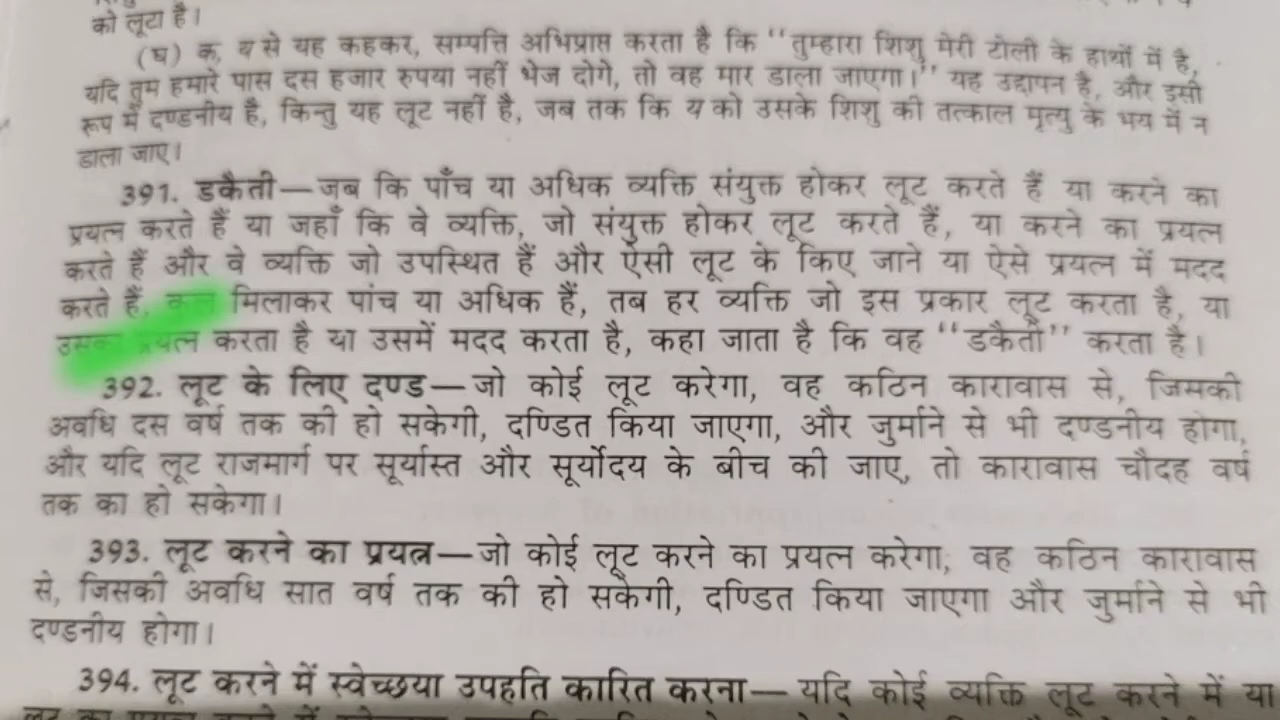 को लूटा है।
(घ) क, य से यह कहकर, सम्पत्ति अभिप्राप्त करता है कि ''तुम्हारा शिशु मेरी टोली के हाथों में है,
यदि तुम हमारे पास दस हजार रुपया नहीं भेज दोगे, तो वह मार डाला जाएगा।'' यह उद्दापन है, और इसी
रूप में दण्डनीय है, किन्तु यह लूट नहीं है, जब तक कि य को उसके शिशु की तत्काल मृत्यु के भय में न
डाला जाए।
391. डकैती—जब कि पाँच या अधिक व्यक्ति संयुक्त होकर लूट करते हैं या करने का
प्रयत्न करते हैं या जहाँ कि वे व्यक्ति, जो संयुक्त होकर लूट करते हैं, या करने का प्रयत्न
करते हैं और वे व्यक्ति जो उपस्थित हैं और ऐसी लूट के किए जाने या ऐसे प्रयत्न में मदद
करते हैं, कुल मिलाकर पांच या अधिक हैं, तब हर व्यक्ति जो इस प्रकार लूट करता है, या
उसका प्रयत्न करता है या उसमें मदद करता है, कहा जाता है कि वह ''डकैती'' करता है।
392. लूट के लिए दण्ड—जो कोई लूट करेगा, वह कठिन कारावास से, जिसकी
अवधि दस वर्ष तक की हो सकेगी, दण्डित किया जाएगा, और जुर्माने से भी दण्डनीय होगा,
और यदि लूट राजमार्ग पर सूर्यास्त और सूर्योदय के बीच की जाए, तो कारावास चौदह वर्ष
तक का हो सकेगा।
393. लूट करने का प्रयत्न—जो कोई लूट करने का प्रयत्न करेगा, वह कठिन कारावास
से, जिसकी अवधि सात वर्ष तक की हो सकेगी, दण्डित किया जाएगा और जुर्माने से भी
दण्डनीय होगा।
394. लूट करने में स्वेच्छया उपहति कारित करना— यदि कोई व्यक्ति लूट करने में या